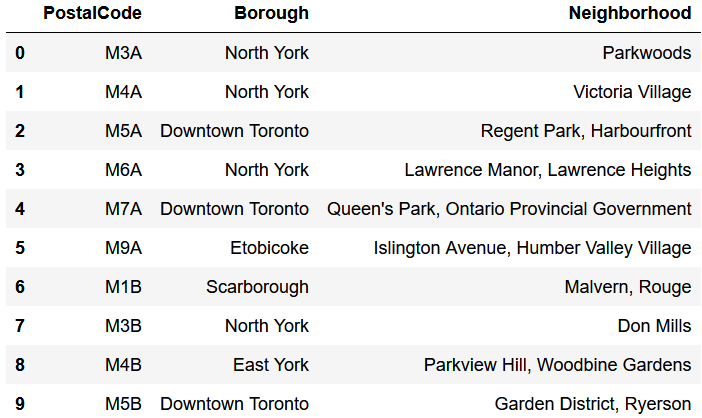 PostalCode Borough Neighborhood
0 M3A North York Parkwoods
1 M4A North York Victoria Village
2 M5A Downtown Toronto Regent Park, Harbourfront
3 M6A North York Lawrence Manor, Lawrence Heights
4 M7A Downtown Toronto Queen's Park, Ontario Provincial Government
5 M9A Etobicoke Islington Avenue, Humber Valley Village
6 M1B Scarborough Malvern, Rouge
7 M3B North York Don Mills
8 M4B East York Parkview Hill, Woodbine Gardens
9 M5B Downtown Toronto Garden District, Ryerson